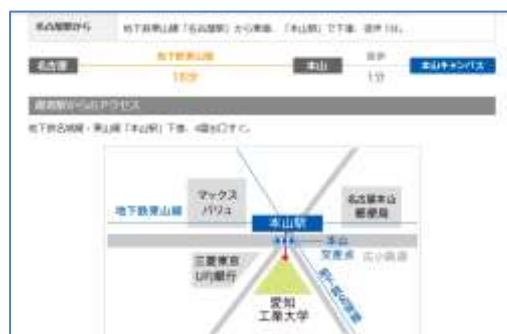 名古屋駅から
地下鉄東山線「名古屋駅」から乗車、「本山駅」で下車、徒歩1分。
地下鉄東山線
徒歩
名古屋
本山
本山キャンパス
1分
最寄駅からのアクセス
地下鉄名城線・東山線「本山駅」下車、4番出口すぐ。
マックス
バリュ
名古屋本山
郵便局
地下鉄東山線
本山駅
本山
交差点
広小路通
三菱東京
UFJ銀行
愛知
工業大学